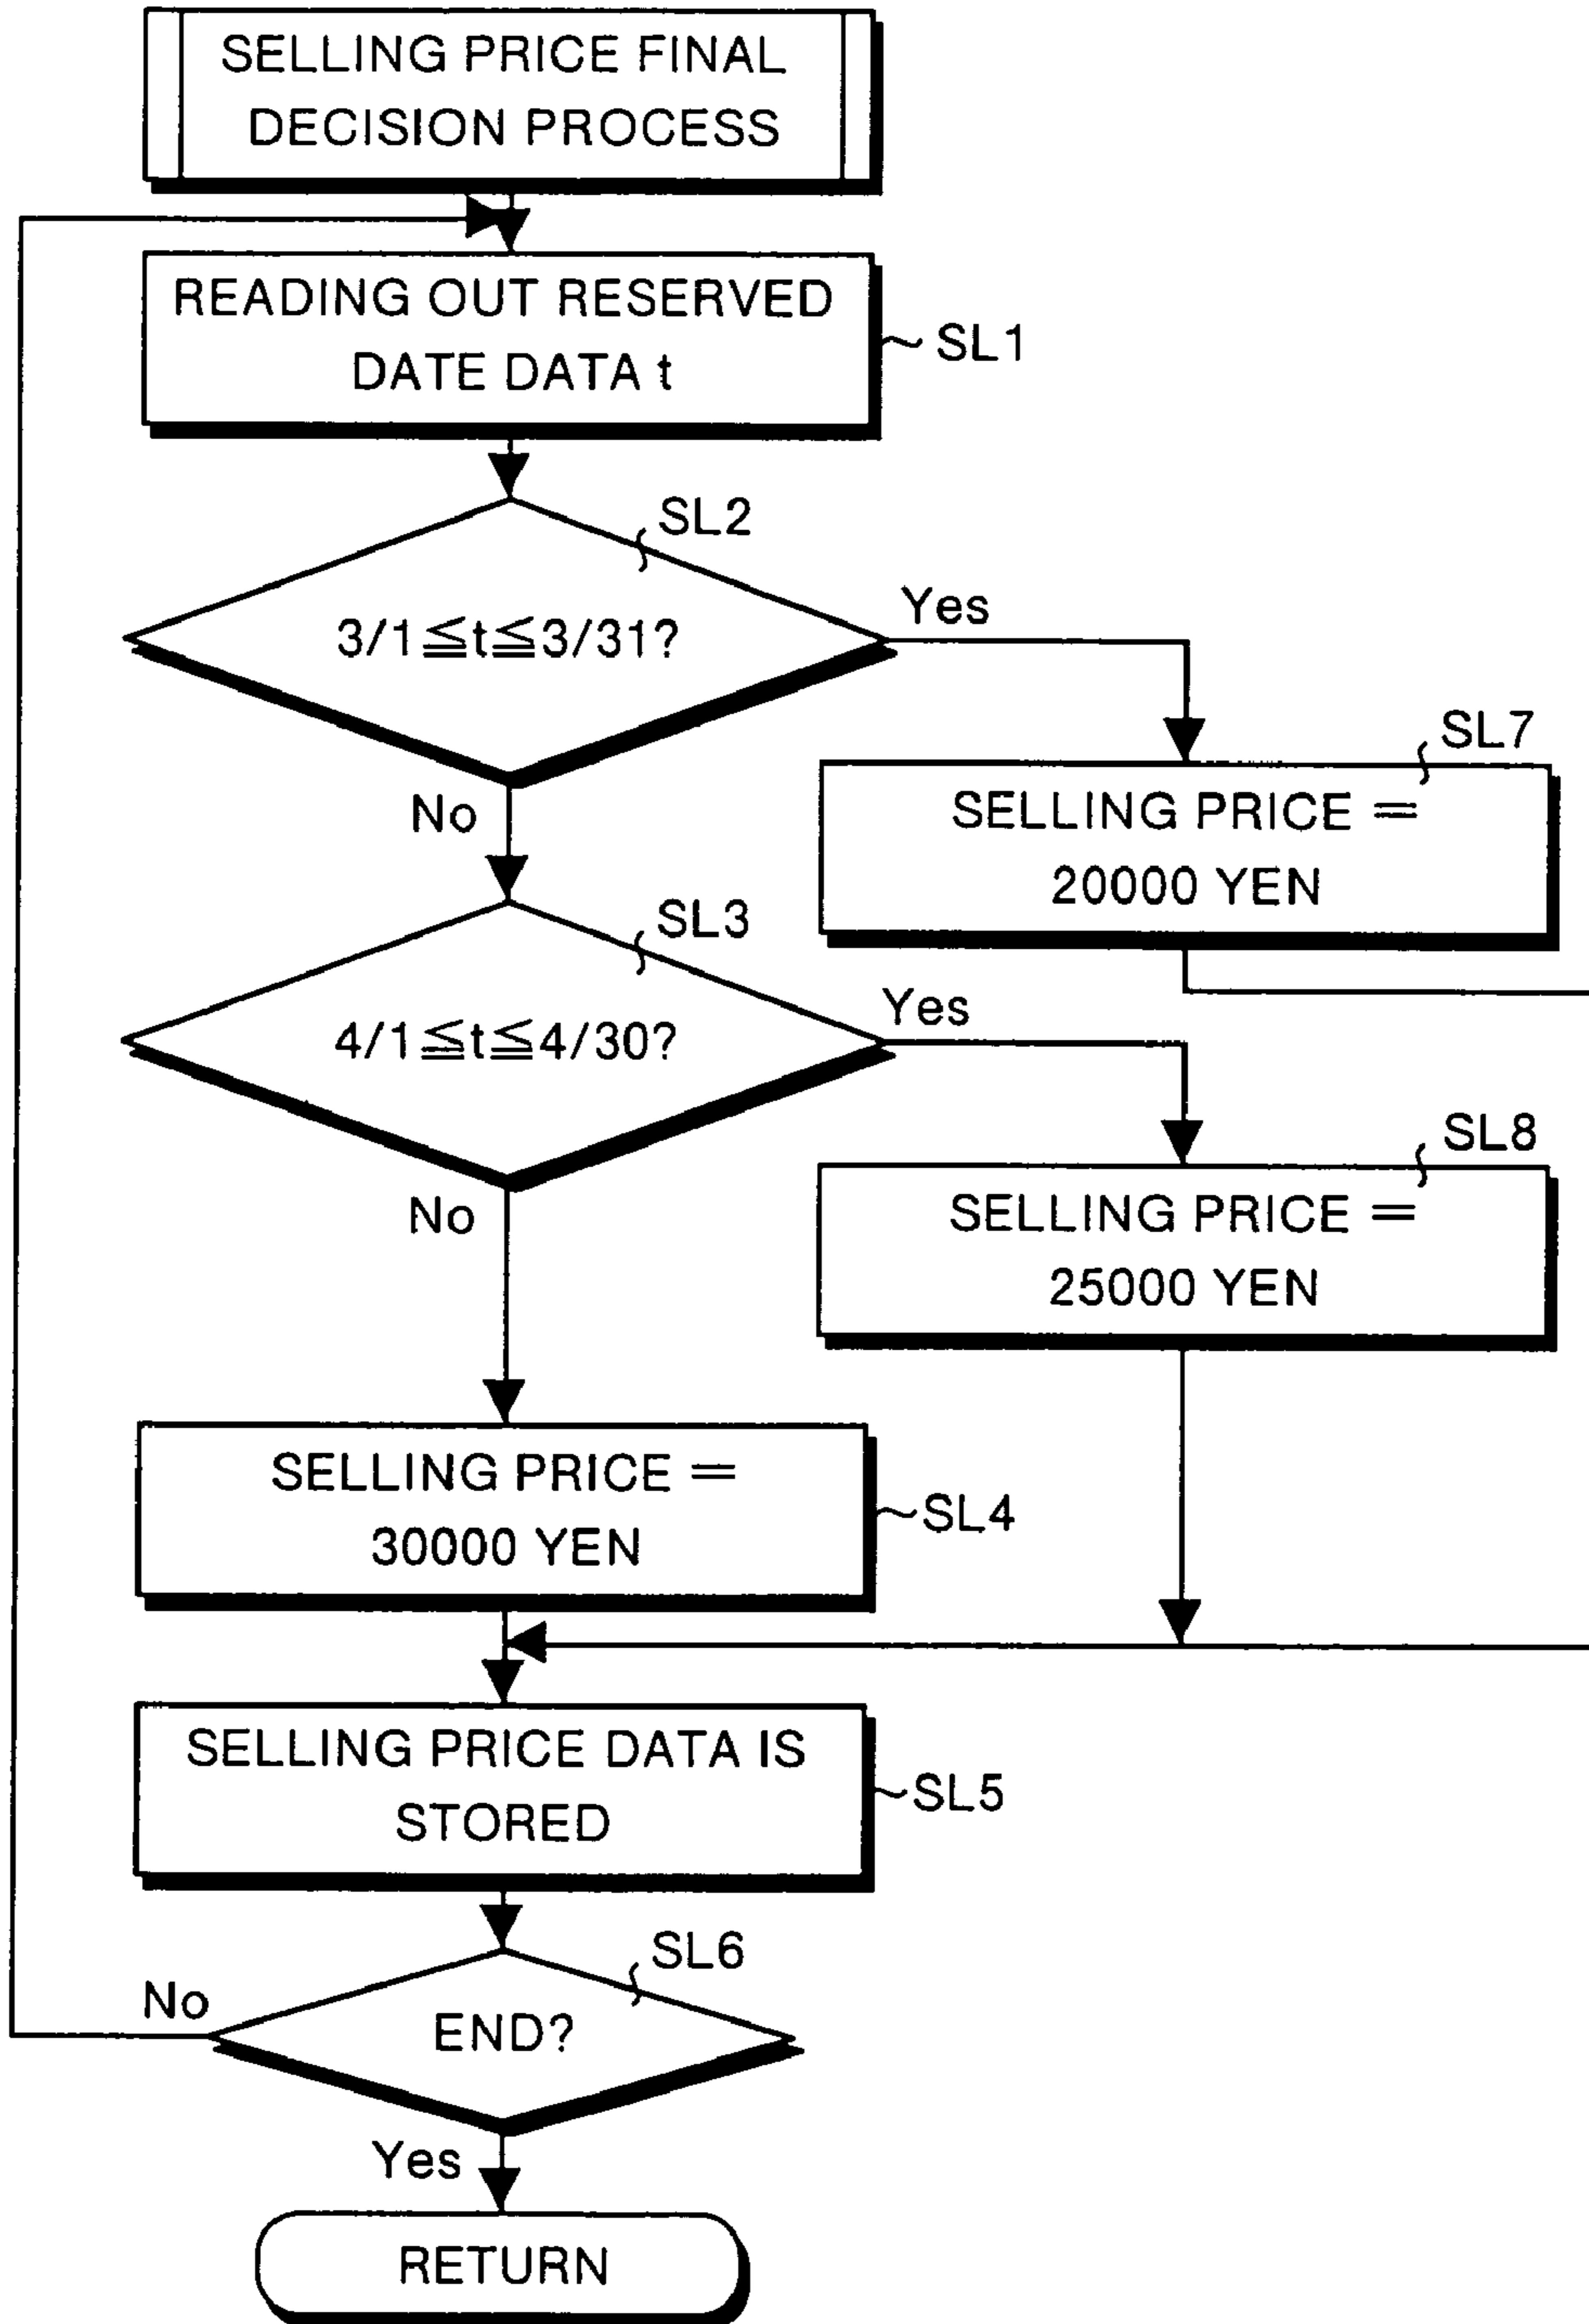 SELLING PRICE FINAL
DECISION PROCESS
READING OUT RESERVED
DATE DATA t
SL1
SL2
3/1≦t≦3/31?
Yes
No
SL7
SELLING PRICE =
20000 YEN
SL3
4/1≦t≦4/30?
Yes
No
SL8
SELLING PRICE =
25000 YEN
SELLING PRICE =
30000 YEN
SL4
SELLING PRICE DATA IS
STORED
SL5
SL6
END?
No
Yes
RETURN